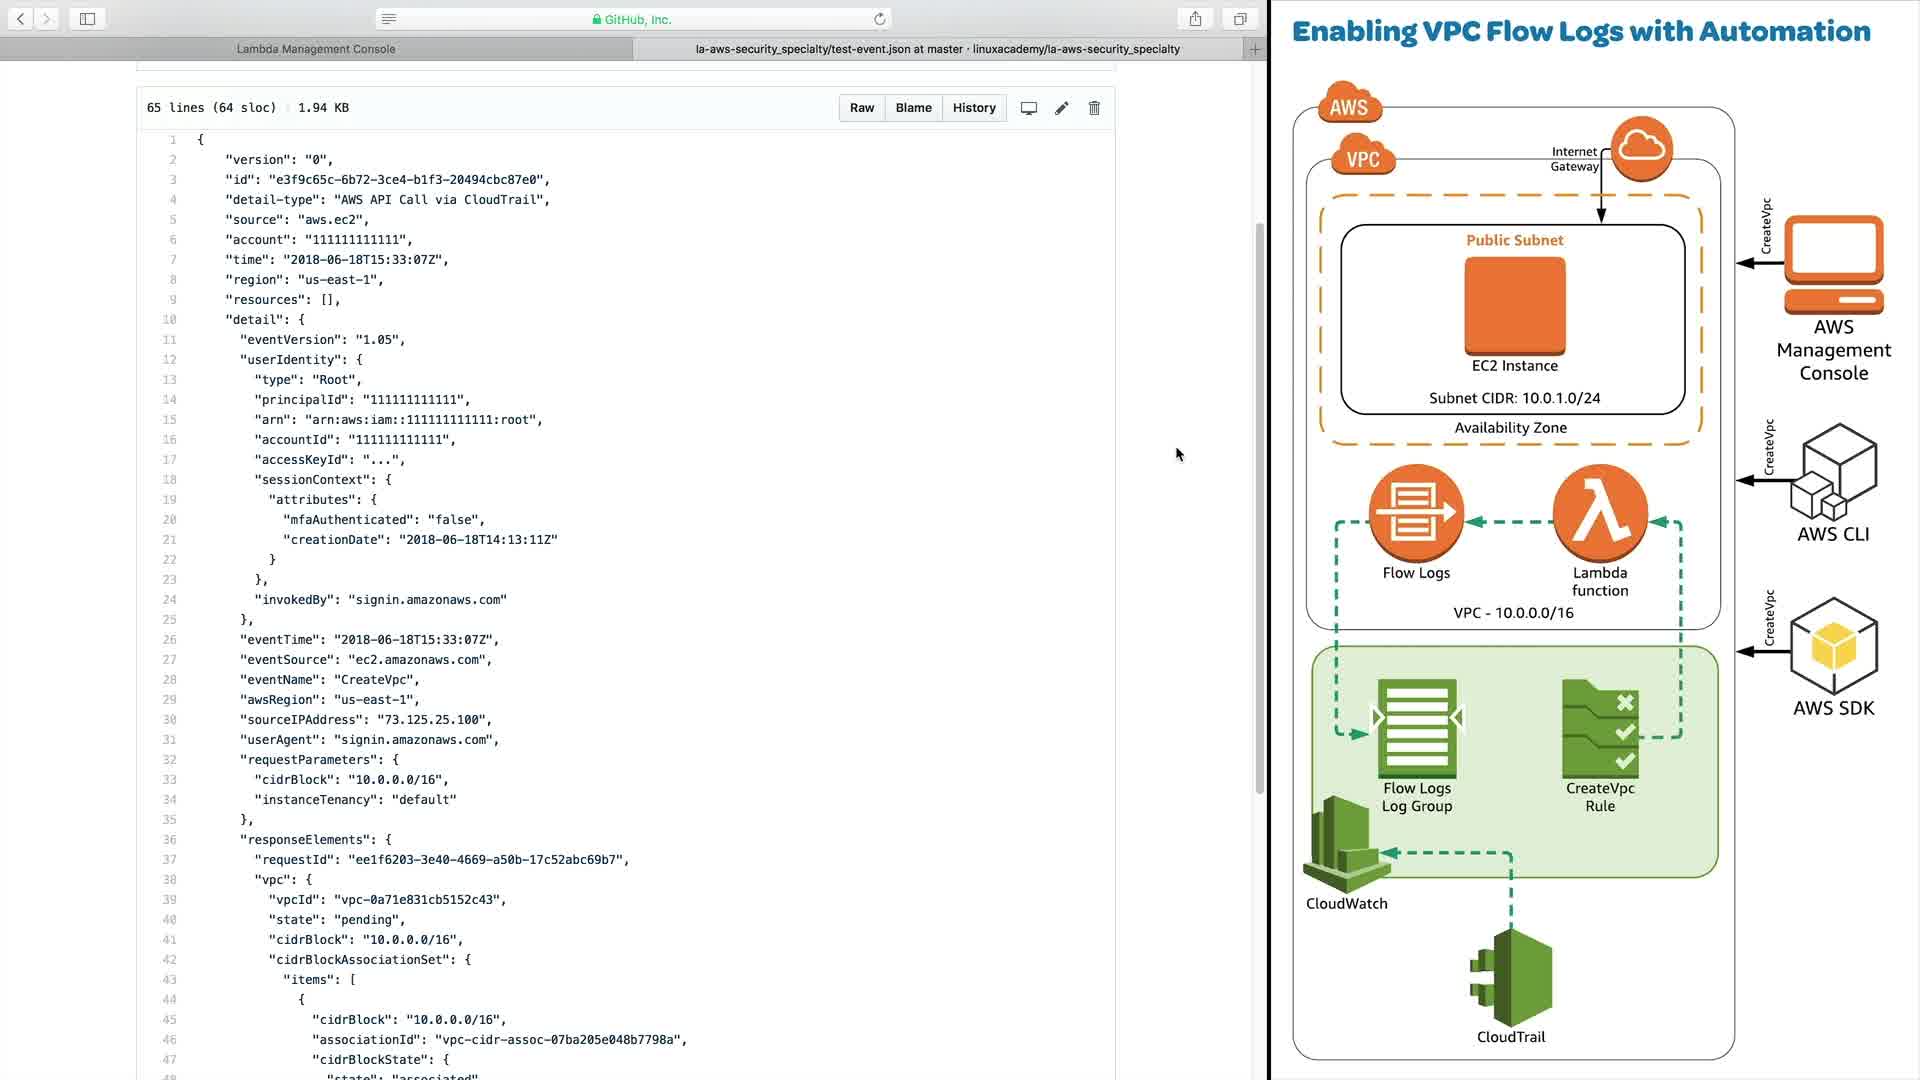 GitHub, Inc.
Lambda Management Console
la-aws-security_specialty/test-event.json at master · linuxacademy/la-aws-security_specialty
65 lines (64 sloc) 1.94 KB
Raw Blame History
1 {
2 "version": "0",
3 "id": "e3f9c65c-6b72-3ce4-b1f3-20494cbc87e0",
4 "detail-type": "AWS API Call via CloudTrail",
5 "source": "aws.ec2",
6 "account": "111111111111",
7 "time": "2018-06-18T15:33:07Z",
8 "region": "us-east-1",
9 "resources": [],
10 "detail": {
11 "eventVersion": "1.05",
12 "userIdentity": {
13 "type": "Root",
14 "principalId": "111111111111",
15 "arn": "arn:aws:iam::111111111111:root",
16 "accountId": "111111111111",
17 "accessKeyId": "...",
18 "sessionContext": {
19 "attributes": {
20 "mfaAuthenticated": "false",
21 "creationDate": "2018-06-18T14:13:11Z"
22 }
23 },
24 "invokedBy": "signin.amazonaws.com"
25 },
26 "eventTime": "2018-06-18T15:33:07Z",
27 "eventSource": "ec2.amazonaws.com",
28 "eventName": "CreateVpc",
29 "awsRegion": "us-east-1",
30 "sourceIPAddress": "73.125.25.100",
31 "userAgent": "signin.amazonaws.com",
32 "requestParameters": {
33 "cidrBlock": "10.0.0.0/16",
34 "instanceTenancy": "default"
35 },
36 "responseElements": {
37 "requestId": "ee1f6203-3e40-4669-a50b-17c52abc69b7",
38 "vpc": {
39 "vpcId": "vpc-0a71e831cb5152c43",
40 "state": "pending",
41 "cidrBlock": "10.0.0.0/16",
42 "cidrBlockAssociationSet": {
43 "items": [
44 {
45 "cidrBlock": "10.0.0.0/16",
46 "associationId": "vpc-cidr-assoc-07ba205e048b7798a",
47 "cidrBlockState": {
48 "state": "associated"
Enabling VPC Flow Logs with Automation
AWS
VPC
Internet
Gateway
Public Subnet
EC2 Instance
Subnet CIDR: 10.0.1.0/24
Availability Zone
Flow Logs
Lambda
function
VPC - 10.0.0.0/16
Flow Logs
Log Group
CreateVpc
Rule
CloudWatch
CloudTrail
CreateVpc
AWS
Management
Console
CreateVpc
AWS CLI
CreateVpc
AWS SDK